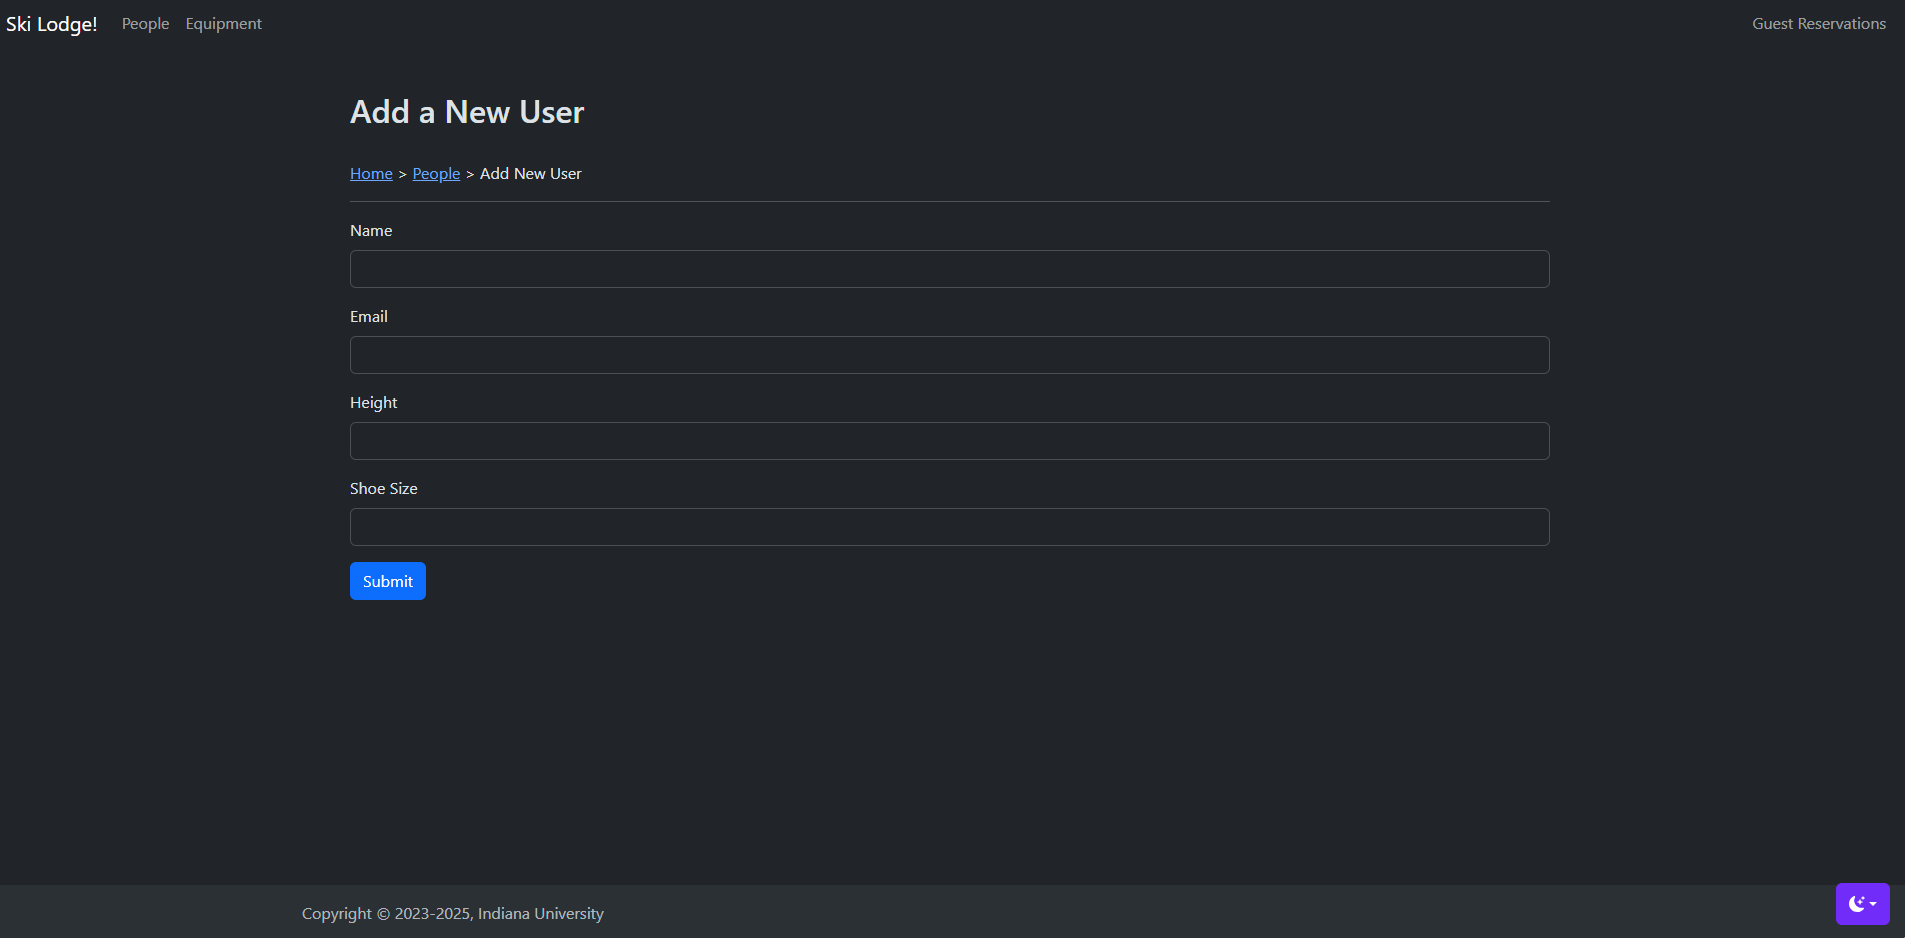 Ski Lodge! People Equipment Guest Reservations
Add a New User
Home > People > Add New User
Name
Email
Height
Shoe Size
Submit
Copyright © 2023-2025, Indiana University